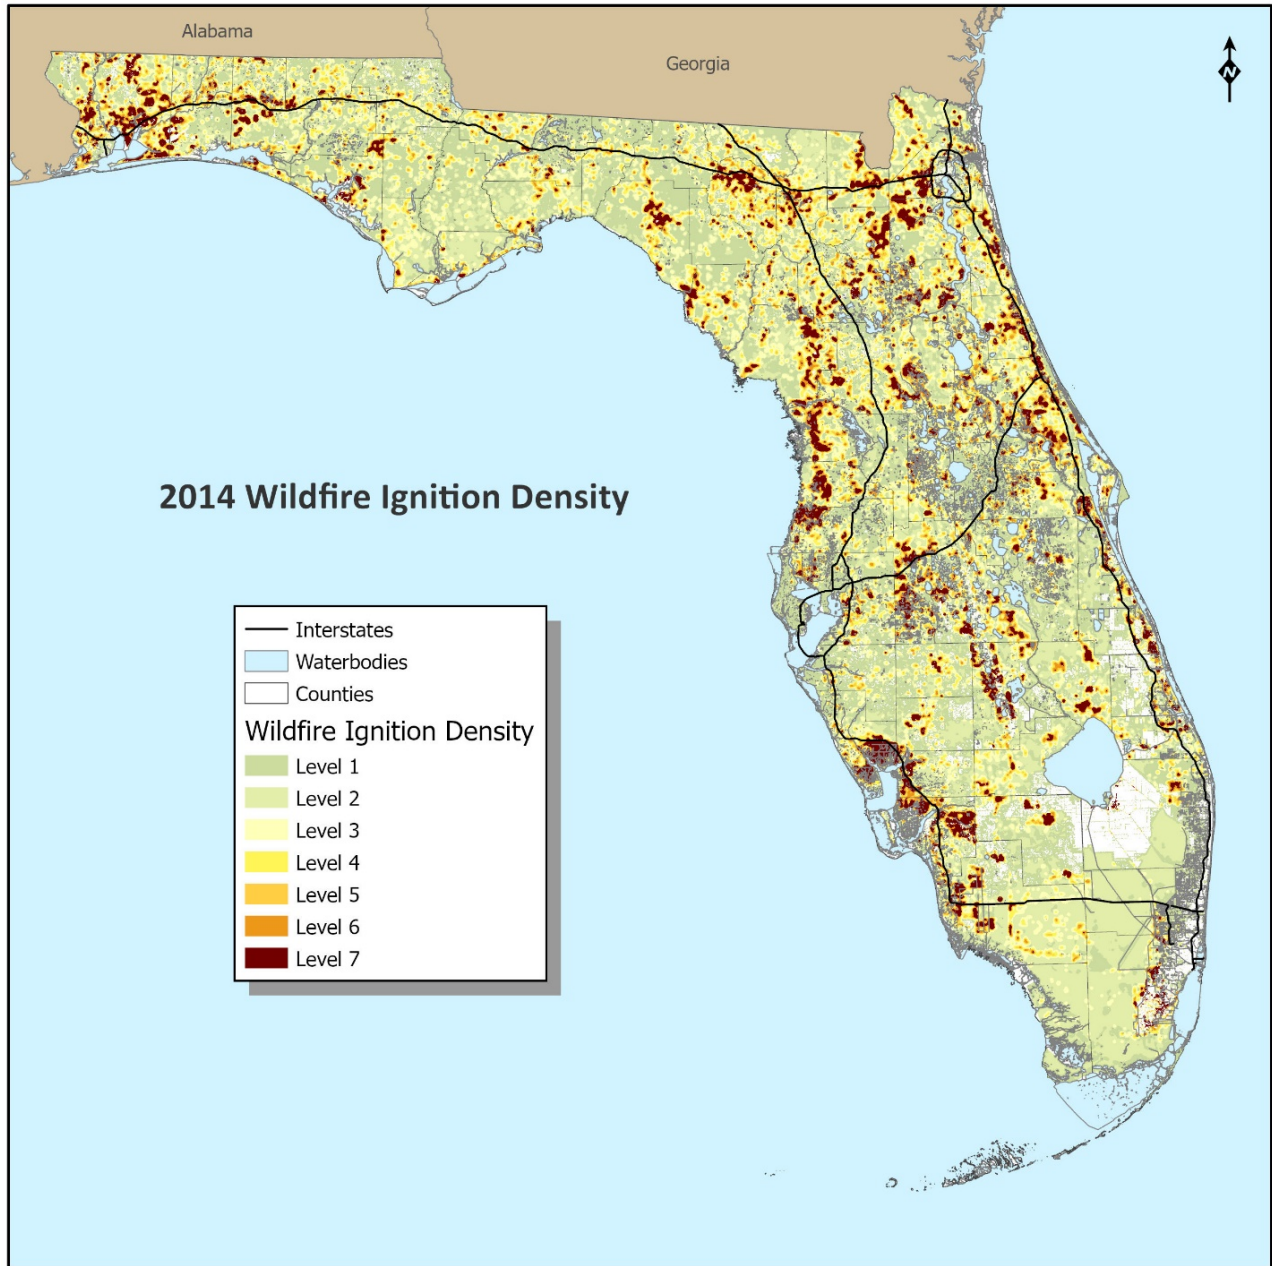 Alabama
Georgia
N
2014 Wildfire Ignition Density
Interstates
Waterbodies
Counties
Wildfire Ignition Density
Level 1
Level 2
Level 3
Level 4
Level 5
Level 6
Level 7